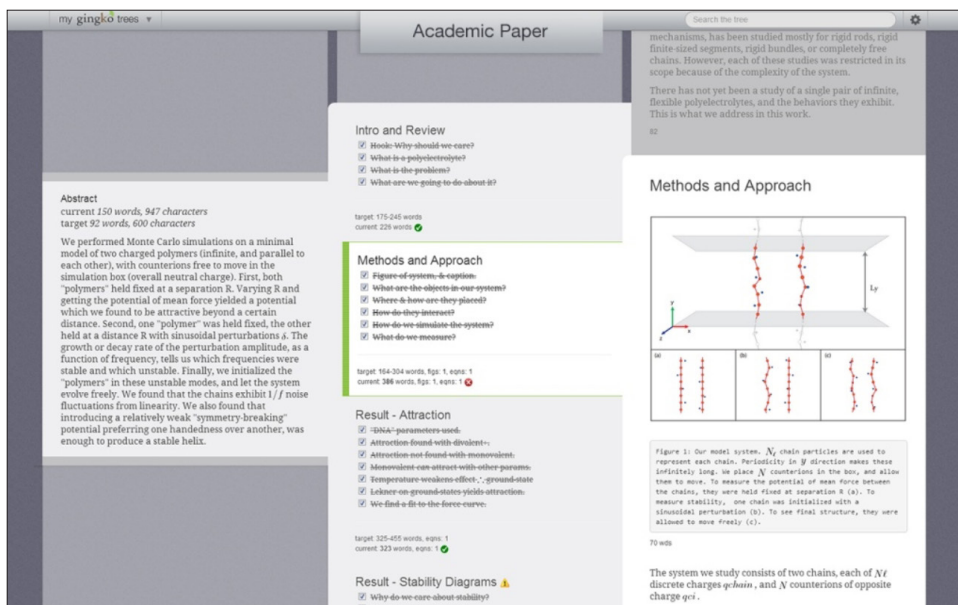 my gingko trees ▼
Academic Paper
Search the tree
Abstract
current 150 words, 947 characters
target 92 words, 600 characters
We performed Monte Carlo simulations on a minimal
model of two charged polymers (infinite, and parallel to
each other), with counterions free to move in the
simulation box (overall neutral charge). First, both
"polymers" held fixed at a separation R. Varying R and
getting the potential of mean force yielded a potential
which we found to be attractive beyond a certain
distance. Second, one "polymer" was held fixed, the other
held at a distance R with sinusoidal perturbations δ. The
growth or decay rate of the perturbation amplitude, as a
function of frequency, tells us which frequencies were
stable and which unstable. Finally, we initialized the
"polymers" in these unstable modes, and let the system
evolve freely. We found that the chains exhibit 1/f noise
fluctuations from linearity. We also found that
introducing a relatively weak "symmetry-breaking"
potential preferring one handedness over another, was
enough to produce a stable helix.
Intro and Review
Hook: Why should we care?
What is a polyelectrolyte?
What is the problem?
What are we going to do about it?
target: 175-245 words
current: 226 words
Methods and Approach
Figure of system, & caption.
What are the objects in our system?
Where & how are they placed?
How do they interact?
How do we simulate the system?
What do we measure?
target: 164-304 words, figs: 1, eqns: 1
current: 386 words, figs: 1, eqns: 1
Result - Attraction
"DNA" parameters used.
Attraction found with divalent+.
Attraction not found with monovalent.
Monovalent can attract with other params.
Temperature weakens effect ∴ ground state
Lekner on ground states yields attraction.
We find a fit to the force curve.
target: 325-455 words, eqns: 1
current: 323 words, eqns: 1
Result - Stability Diagrams
Why do we care about stability?
mechanisms, has been studied mostly for rigid rods, rigid
finite-sized segments, rigid bundles, or completely free
chains. However, each of these studies was restricted in its
scope because of the complexity of the system.
There has not yet been a study of a single pair of infinite,
flexible polyelectrolytes, and the behaviors they exhibit.
This is what we address in this work.
82
Methods and Approach
Ly
y
x
z
(a)
(b)
(c)
Figure 1: Our model system. Nℓ chain particles are used to
represent each chain. Periodicity in y direction makes these
infinitely long. We place N counterions in the box, and allow
them to move. To measure the potential of mean force between
the chains, they were held fixed at separation R (a). To
measure stability, one chain was initialized with a
sinusoidal perturbation (b). To see final structure, they were
allowed to move freely (c).
70 wds
The system we study consists of two chains, each of Nℓ
discrete charges qchain, and N counterions of opposite
charge qci.